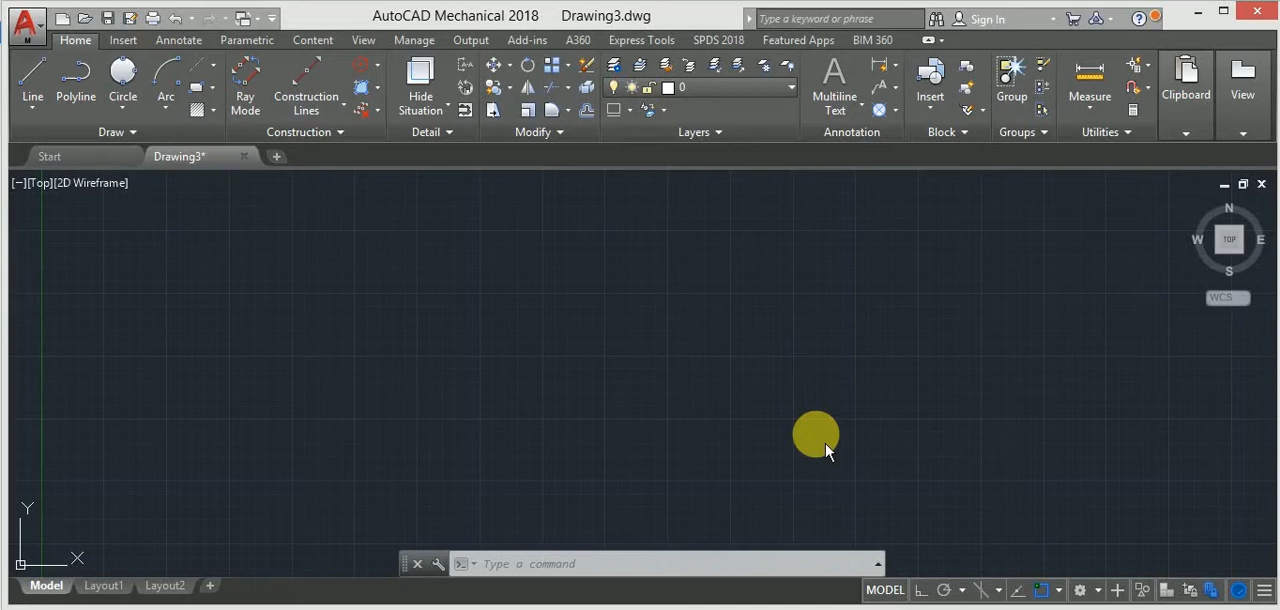 AutoCAD Mechanical 2018 Drawing3.dwg
Type a keyword or phrase
Sign In
M
Home Insert Annotate Parametric Content View Manage Output Add-ins A360 Express Tools SPDS 2018 Featured Apps BIM 360
0
Line Polyline Circle Arc Ray Mode Construction Lines Hide Situation Multiline Text Insert Group Measure Clipboard View
Draw Construction Detail Modify Layers Annotation Block Groups Utilities
Start Drawing3*
[−][Top][2D Wireframe]
N
W TOP E
S
WCS
Y
X
Type a command
Model Layout1 Layout2
MODEL